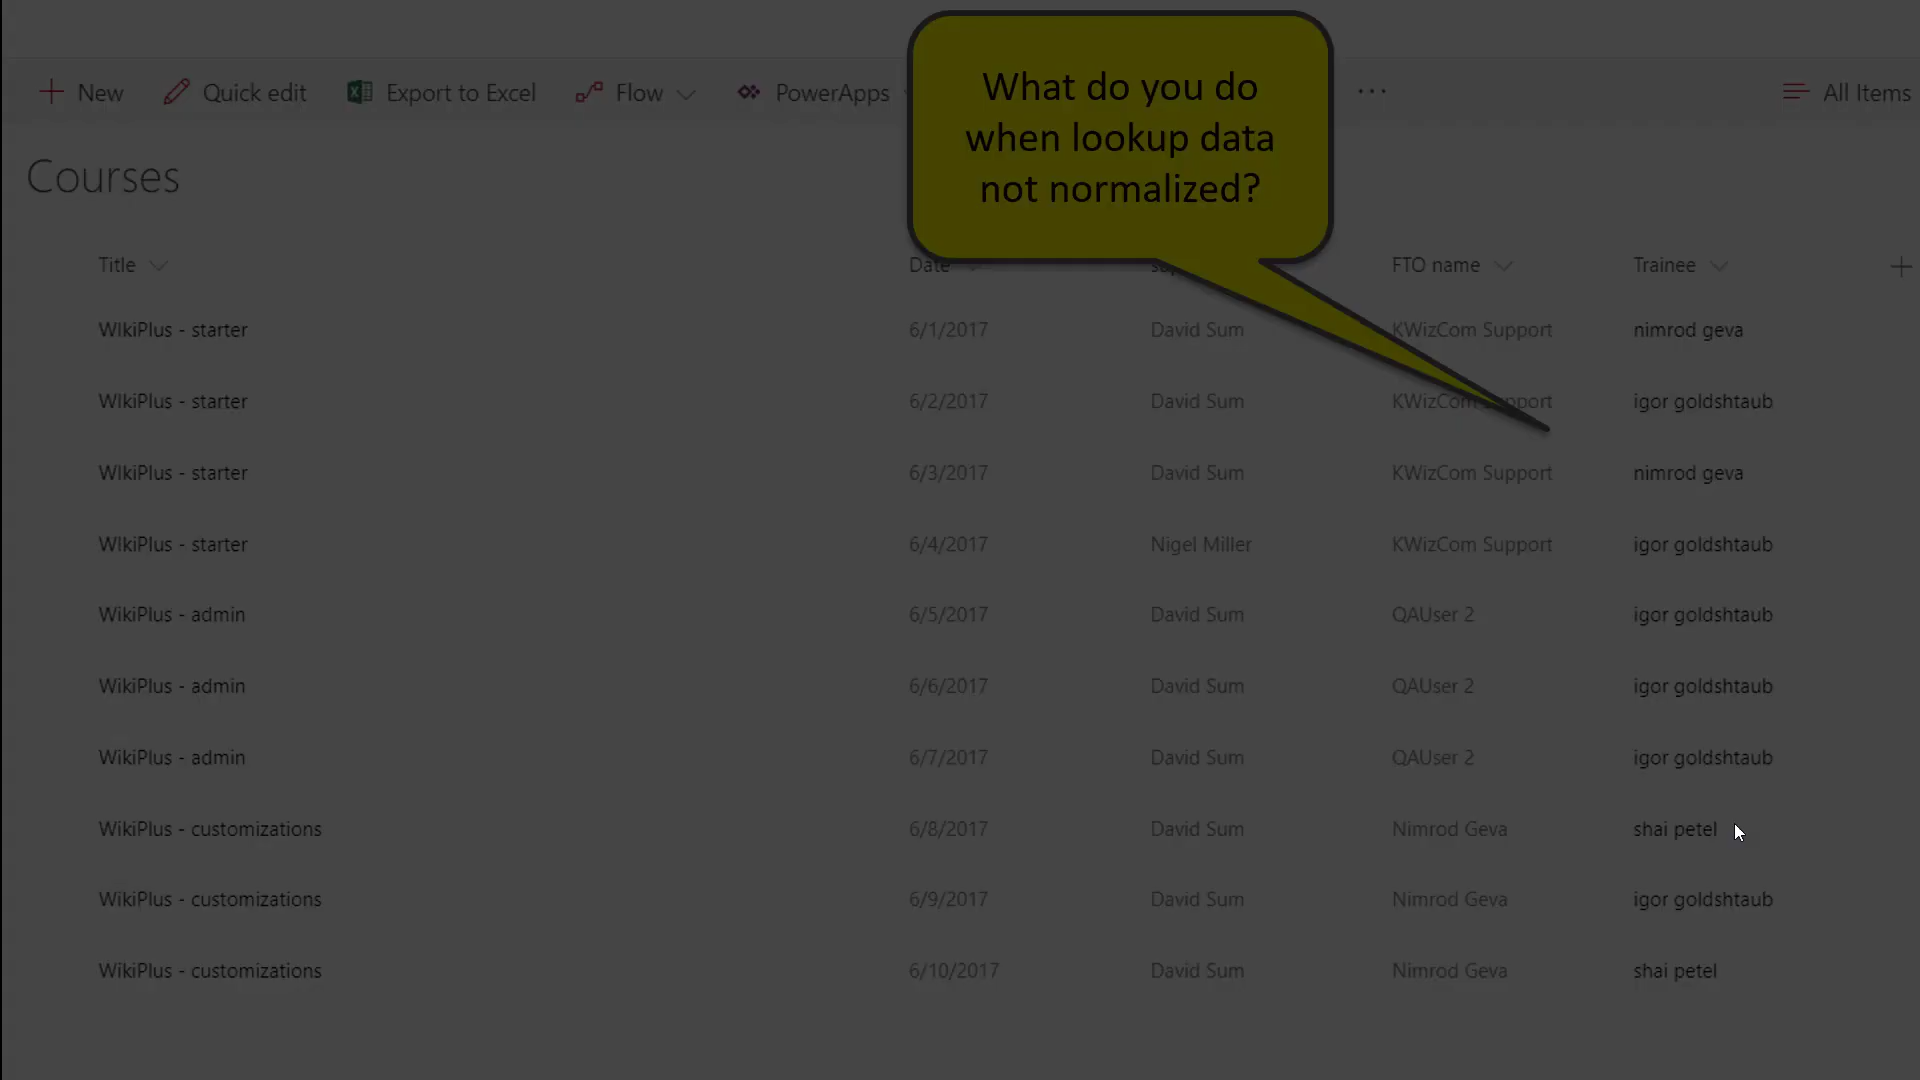 What do you do
when lookup data
not normalized?
New Quick edit Export to Excel Flow PowerApps ... All Items
Courses
Title Date FTO name Trainee
WIkiPlus - starter 6/1/2017 David Sum KWizCom Support nimrod geva
WIkiPlus - starter 6/2/2017 David Sum KWizCom Support igor goldshtaub
WIkiPlus - starter 6/3/2017 David Sum KWizCom Support nimrod geva
WIkiPlus - starter 6/4/2017 Nigel Miller KWizCom Support igor goldshtaub
WikiPlus - admin 6/5/2017 David Sum QAUser 2 igor goldshtaub
WikiPlus - admin 6/6/2017 David Sum QAUser 2 igor goldshtaub
WikiPlus - admin 6/7/2017 David Sum QAUser 2 igor goldshtaub
WikiPlus - customizations 6/8/2017 David Sum Nimrod Geva shai petel
WikiPlus - customizations 6/9/2017 David Sum Nimrod Geva igor goldshtaub
WikiPlus - customizations 6/10/2017 David Sum Nimrod Geva shai petel